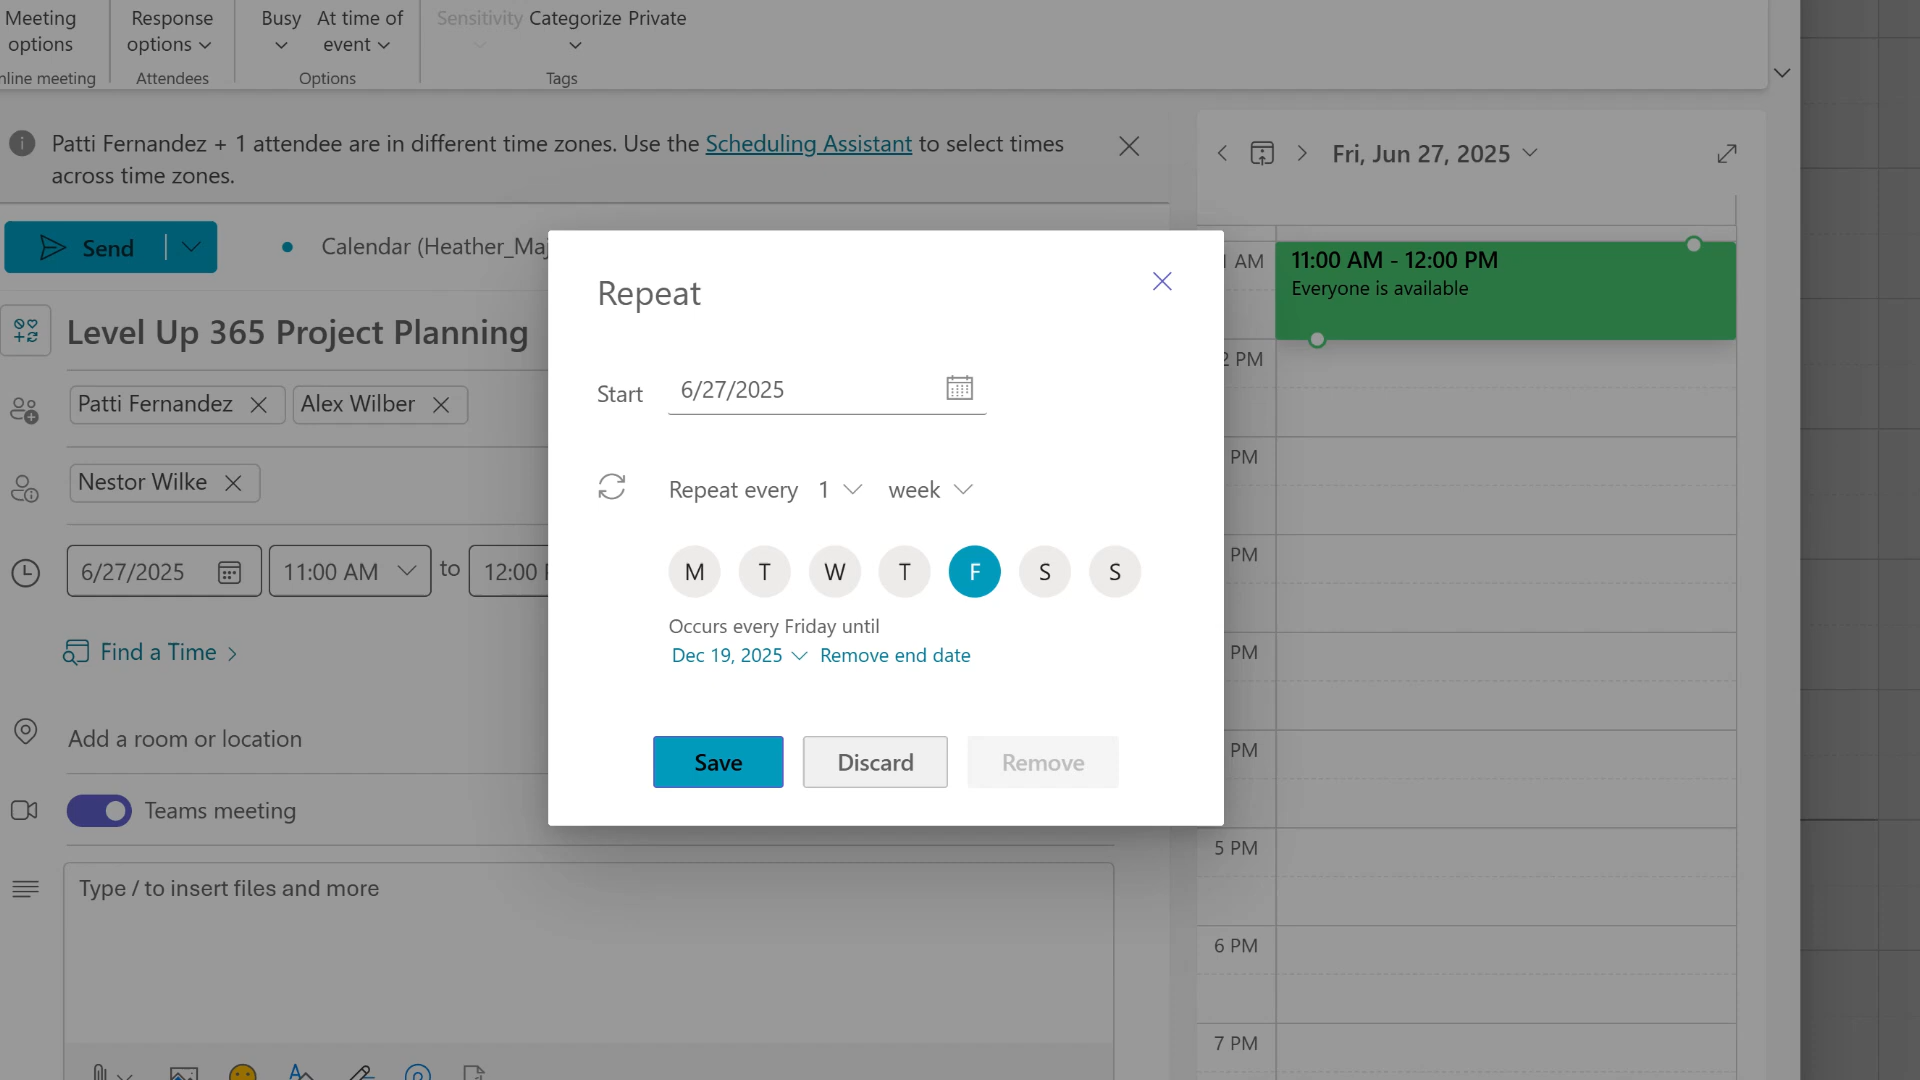 Meeting options
Response options
Busy
At time of event
Sensitivity
Categorize
Private
nline meeting
Attendees
Options
Tags
Patti Fernandez + 1 attendee are in different time zones. Use the Scheduling Assistant to select times
across time zones.
Fri, Jun 27, 2025
Send
Calendar (Heather_Maj
Level Up 365 Project Planning
Patti Fernandez
Alex Wilber
Nestor Wilke
6/27/2025
11:00 AM
to
12:00 P
Find a Time
Add a room or location
Teams meeting
Type / to insert files and more
Repeat
Start
6/27/2025
Repeat every 1 week
M T W T F S S
Occurs every Friday until
Dec 19, 2025 Remove end date
Save
Discard
Remove
1 AM
11:00 AM - 12:00 PM
Everyone is available
2 PM
PM
PM
PM
PM
5 PM
6 PM
7 PM